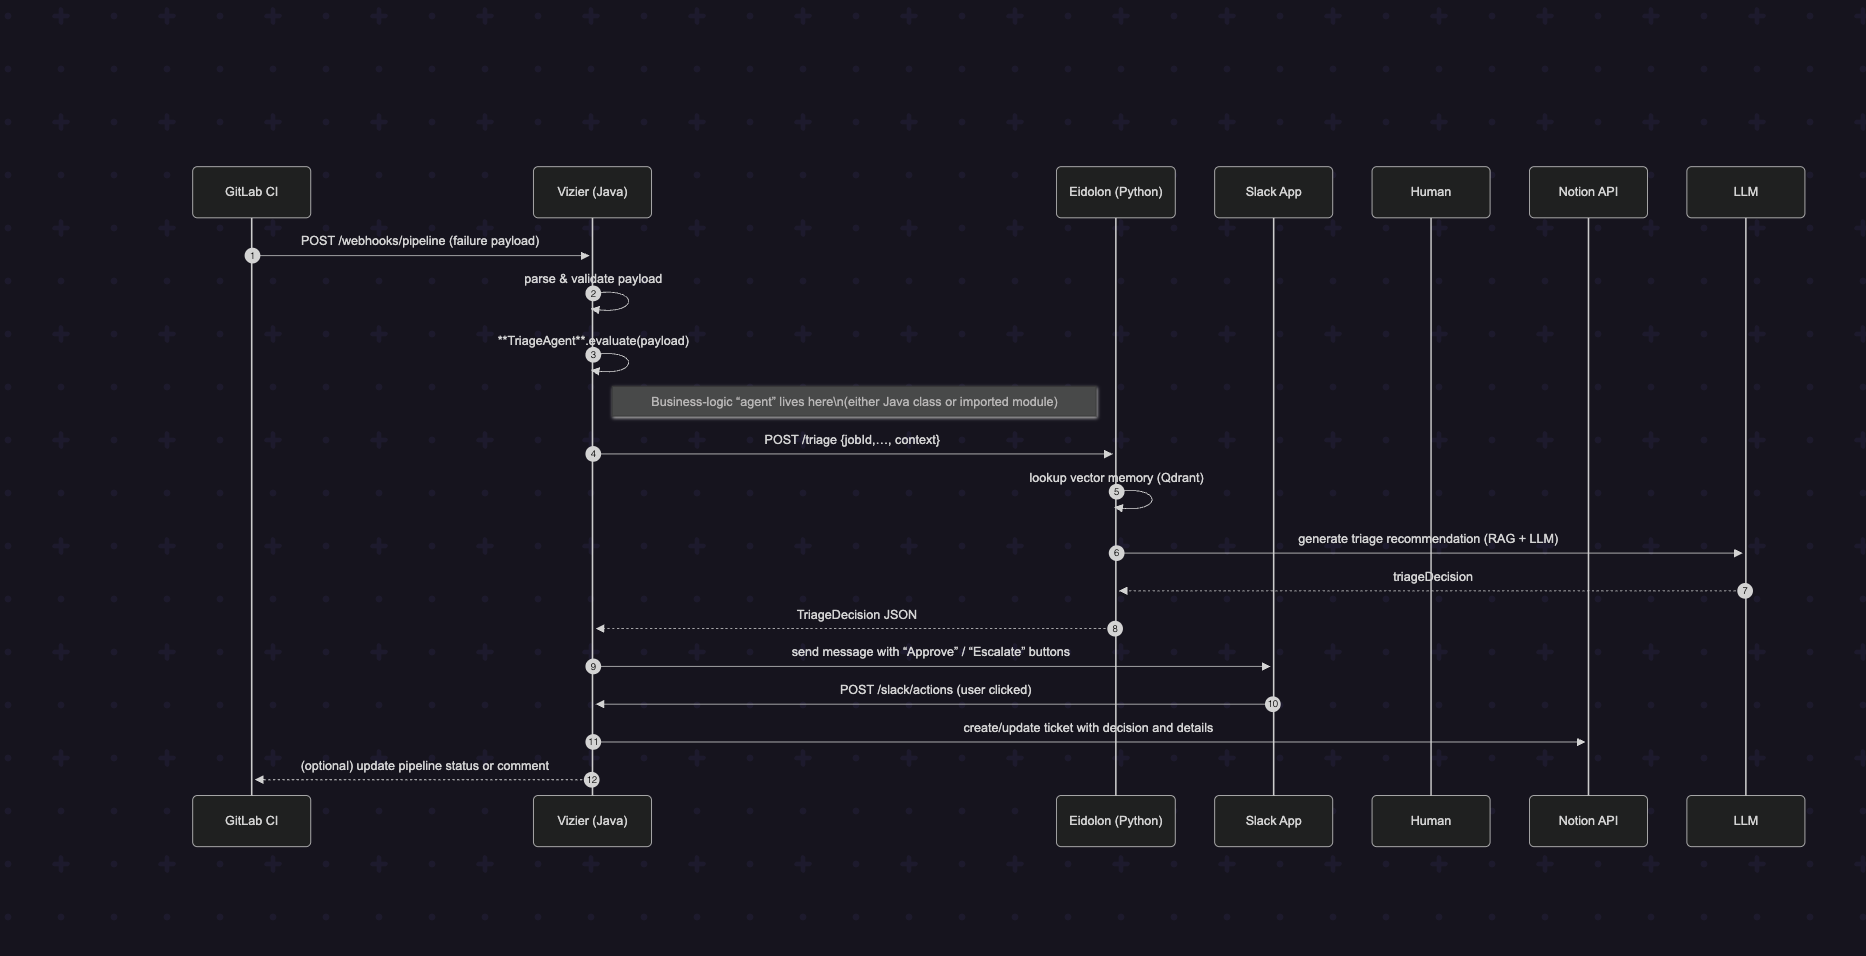 GitLab CI
Vizier (Java)
Eidolon (Python)
Slack App
Human
Notion API
LLM
POST /webhooks/pipeline (failure payload)
1
parse & validate payload
2
**TriageAgent**.evaluate(payload)
3
Business-logic “agent” lives here\n(either Java class or imported module)
POST /triage {jobId,…, context}
4
lookup vector memory (Qdrant)
5
generate triage recommendation (RAG + LLM)
6
triageDecision
7
TriageDecision JSON
8
send message with “Approve” / “Escalate” buttons
9
POST /slack/actions (user clicked)
10
create/update ticket with decision and details
11
(optional) update pipeline status or comment
12
GitLab CI
Vizier (Java)
Eidolon (Python)
Slack App
Human
Notion API
LLM